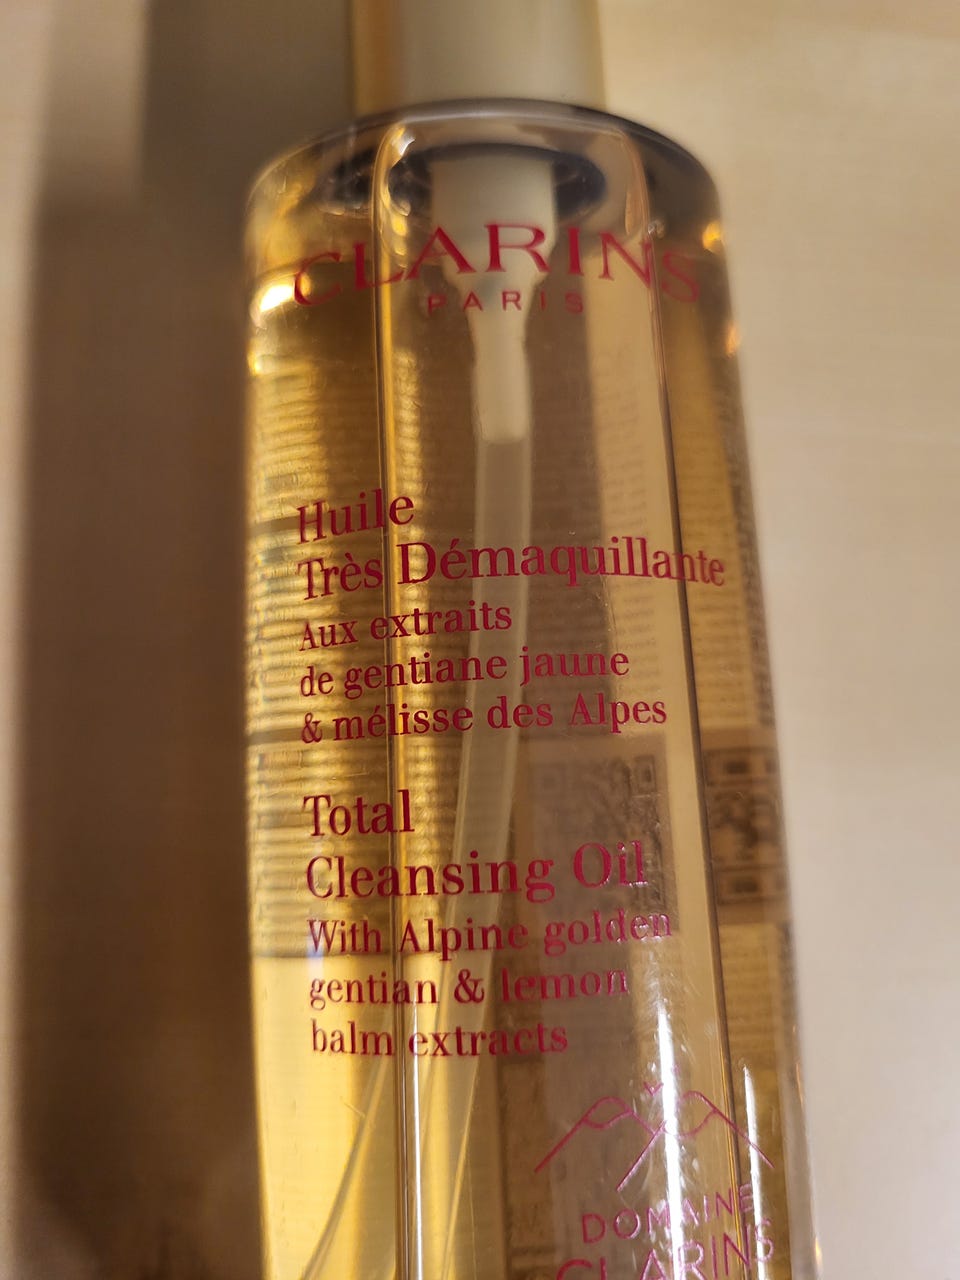 CLARINS
PARIS
Huile
Très Démaquillante
Aux extraits
de gentiane jaune
& mélisse des Alpes
Total
Cleansing Oil
With Alpine golden
gentian & lemon
balm extracts
DOMAINE
CLARINS